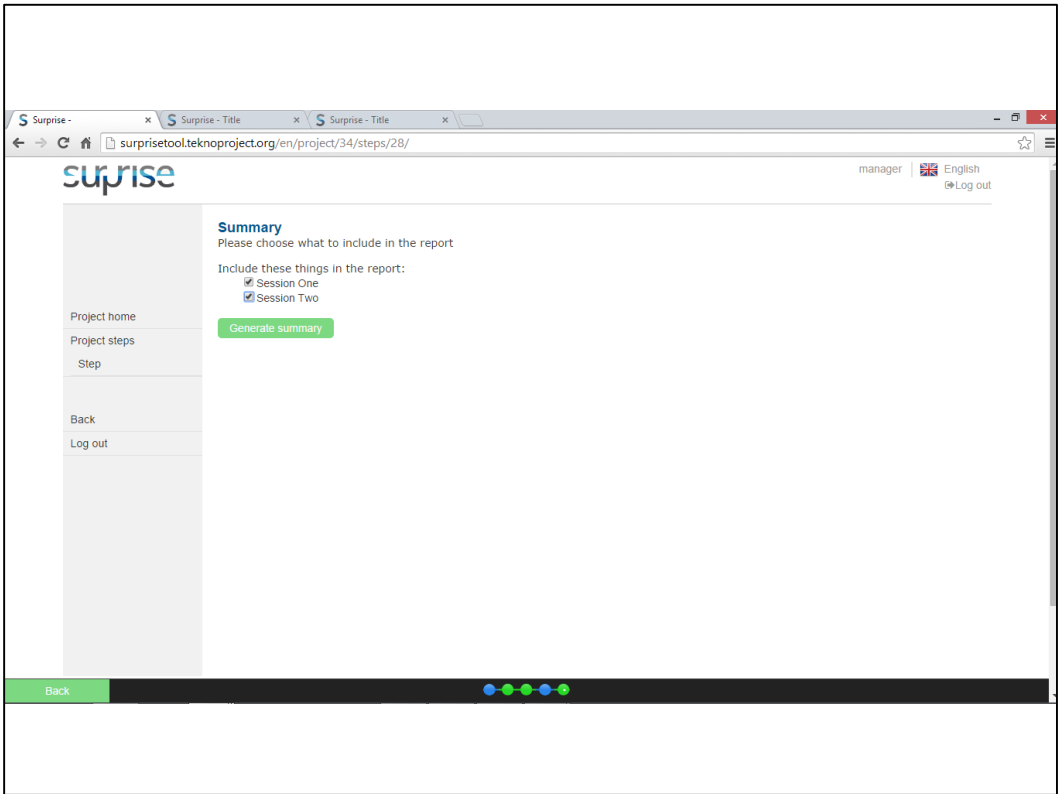 Surprise -
Surprise - Title
Surprise - Title
surprisetool.teknoproject.org/en/project/34/steps/28/
surprise
manager
English
Log out
Summary
Please choose what to include in the report
Include these things in the report:
Session One
Session Two
Generate summary
Project home
Project steps
Step
Back
Log out
Back